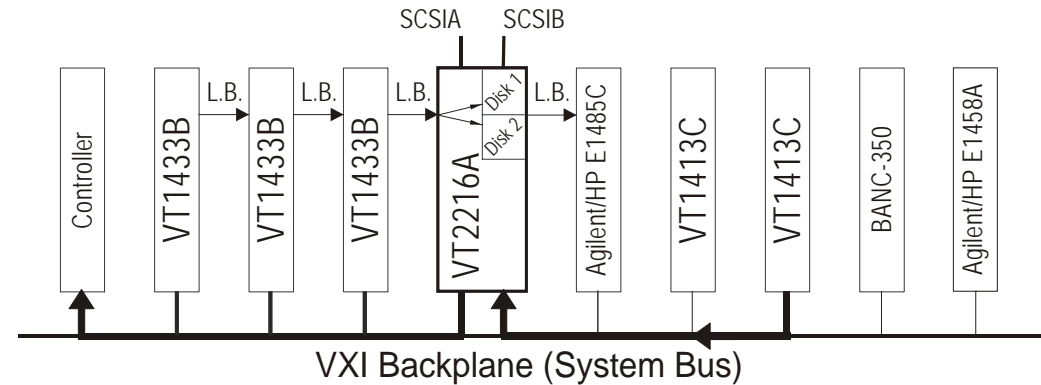 SCSIA SCSIB
L.B. L.B. L.B. L.B.
Controller
VT1433B
VT1433B
VT1433B
VT2216A
Disk 1
Disk 2
Agilent/HP E1485C
VT1413C
VT1413C
BANC-350
Agilent/HP E1458A
VXI Backplane (System Bus)